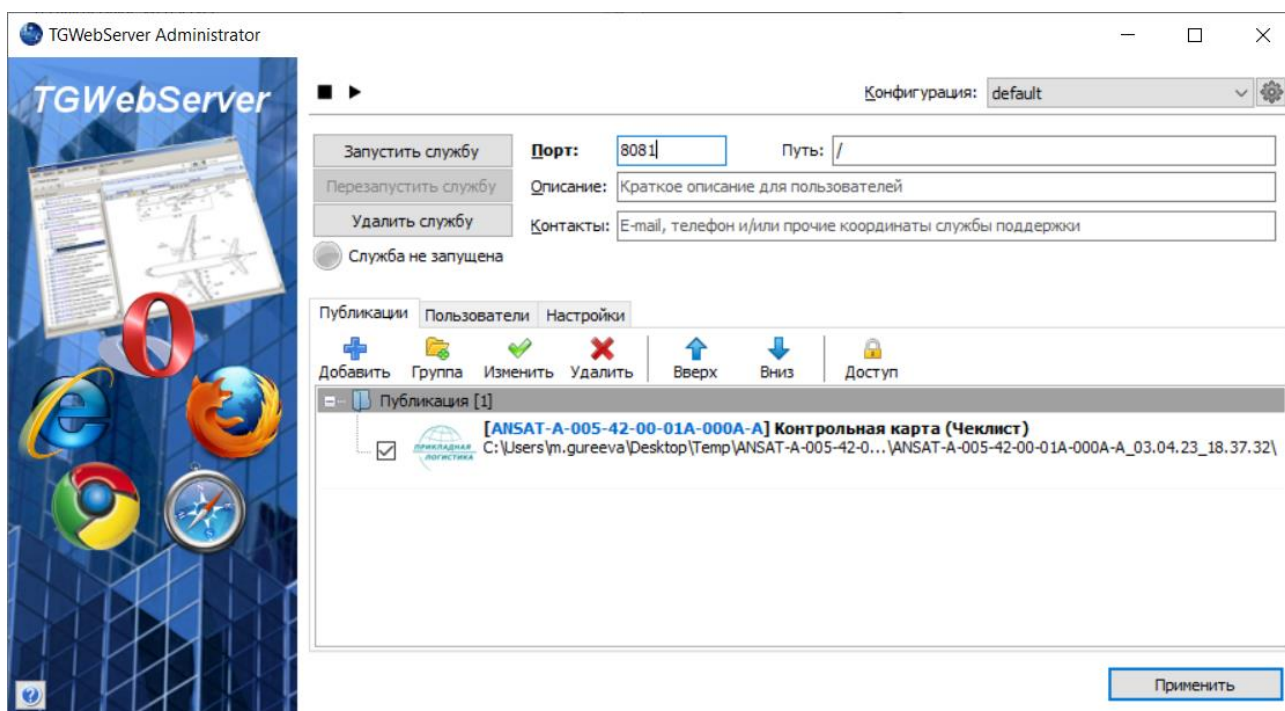 TGWebServer Administrator
TGWebServer
Конфигурация: default
Запустить службу Порт: 8081 Путь: /
Перезапустить службу Описание: Краткое описание для пользователей
Удалить службу Контакты: E-mail, телефон и/или прочие координаты службы поддержки
Служба не запущена
Публикации Пользователи Настройки
Добавить Группа Изменить Удалить Вверх Вниз Доступ
Публикация [1]
[ANSAT-A-005-42-00-01A-000A-A] Контрольная карта (Чеклист)
ПРИКЛАДНАЯ ЛОГИСТИКА C:\Users\m.gureeva\Desktop\Temp\ANSAT-A-005-42-0...\ANSAT-A-005-42-00-01A-000A-A_03.04.23_18.37.32\
Применить